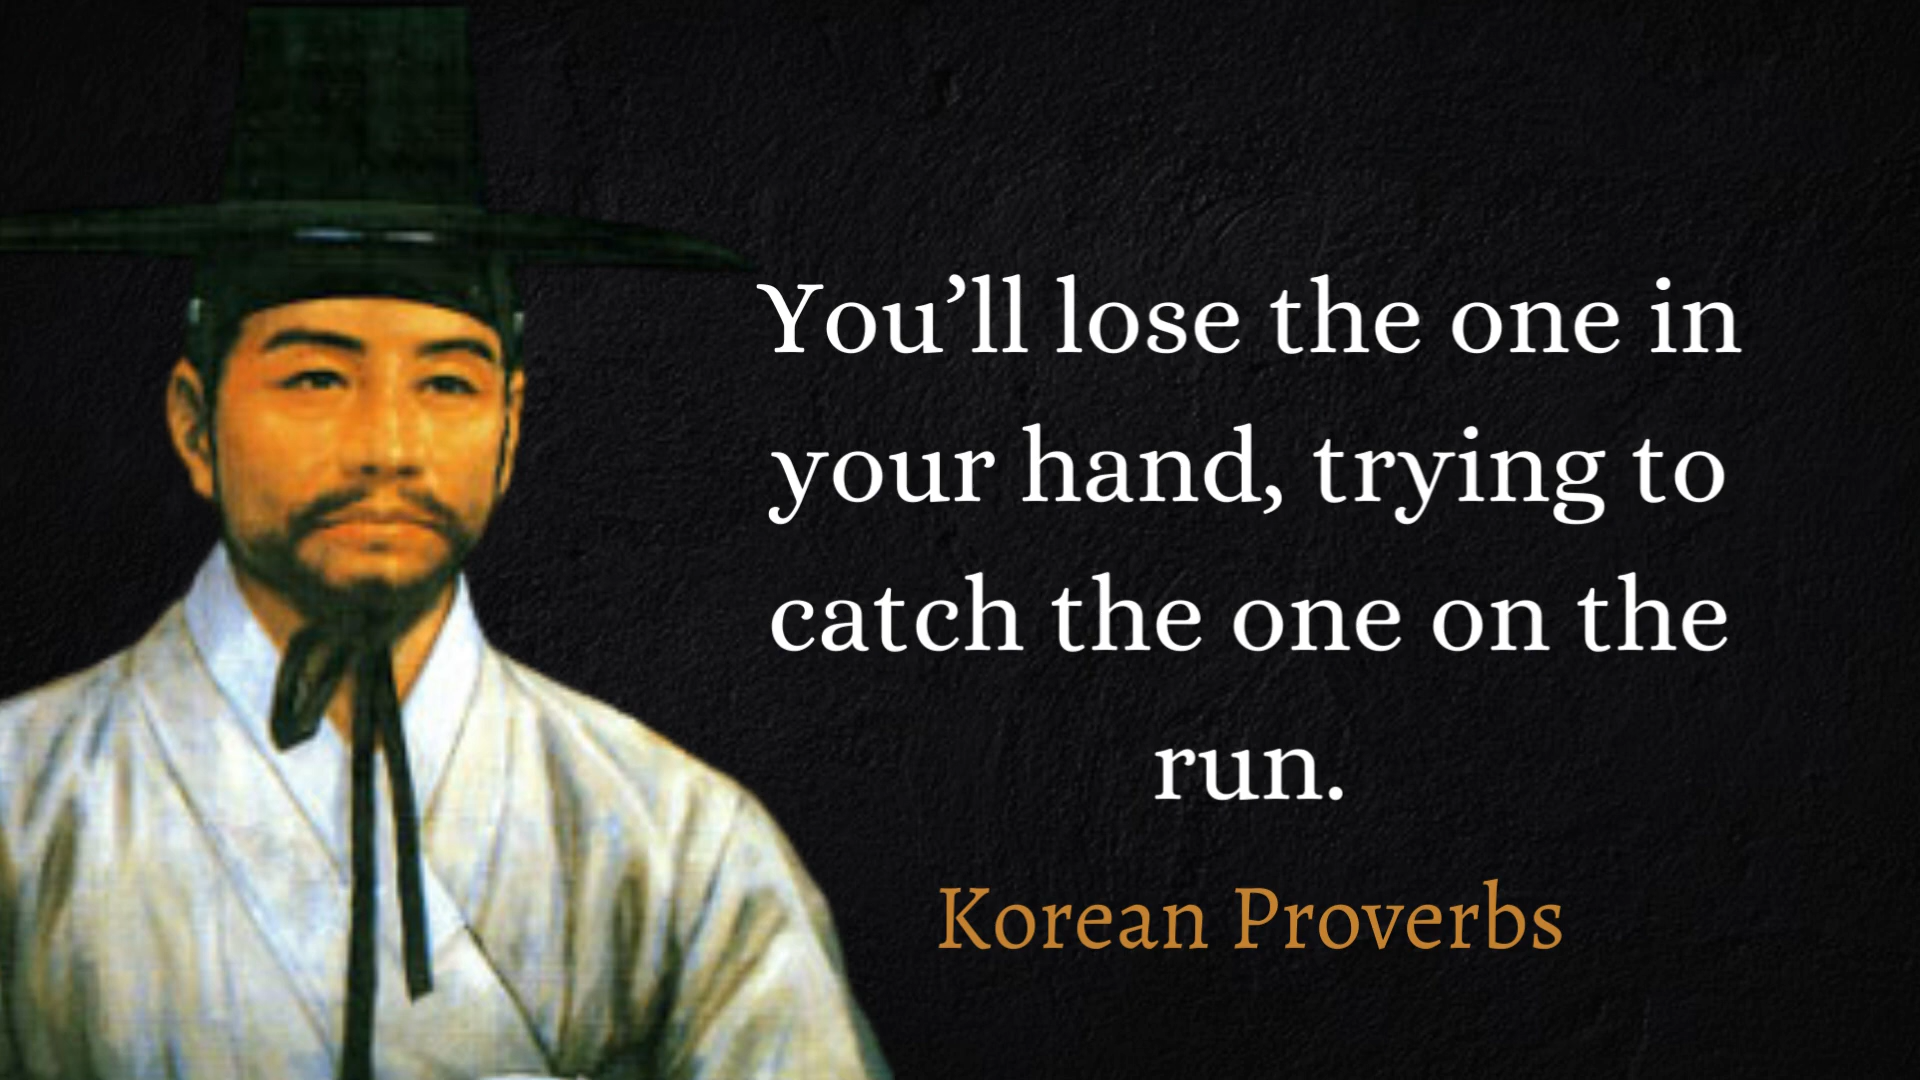 You’ll lose the one in
your hand, trying to
catch the one on the
run.
Korean Proverbs